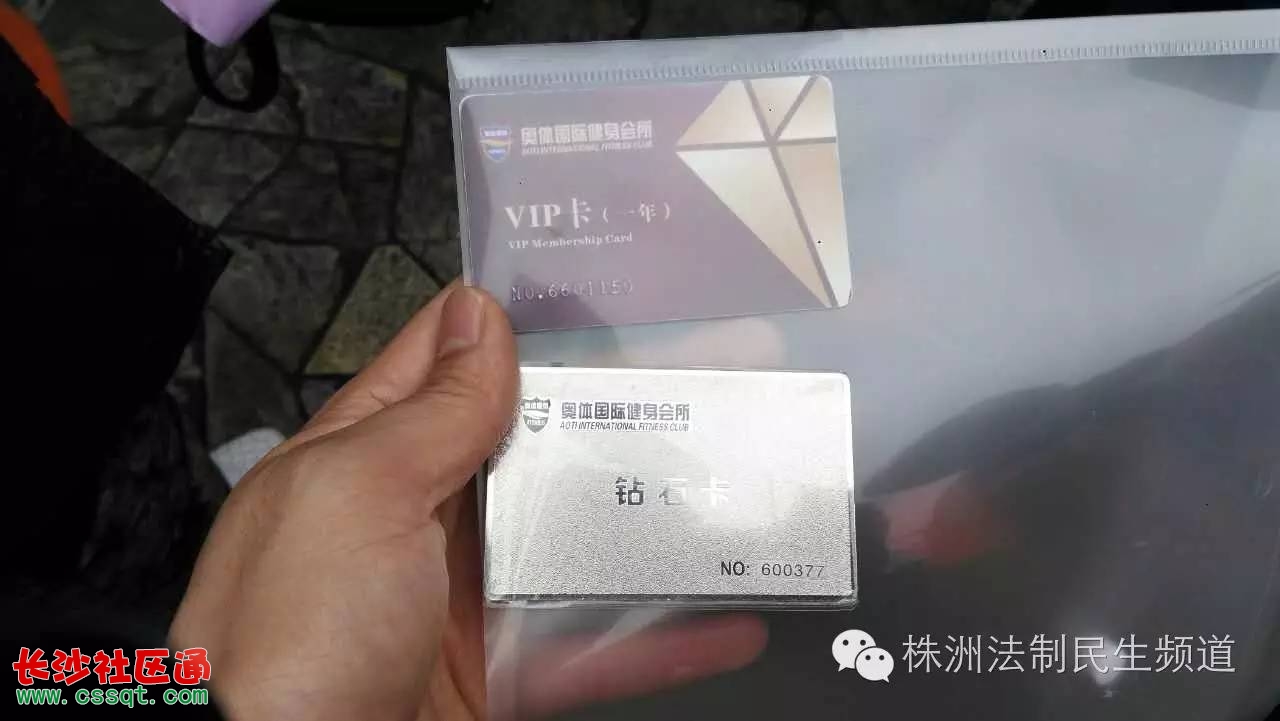 奥体国际健身会所
AOTI INTERNATIONAL FITNESS CLUB
VIP卡（一年）
VIP Membership Card
NO.6601150
奥体国际健身会所
AOTI INTERNATIONAL FITNESS CLUB
钻石卡
NO: 600377
长沙社区通
www.cssqt.com
株洲法制民生频道